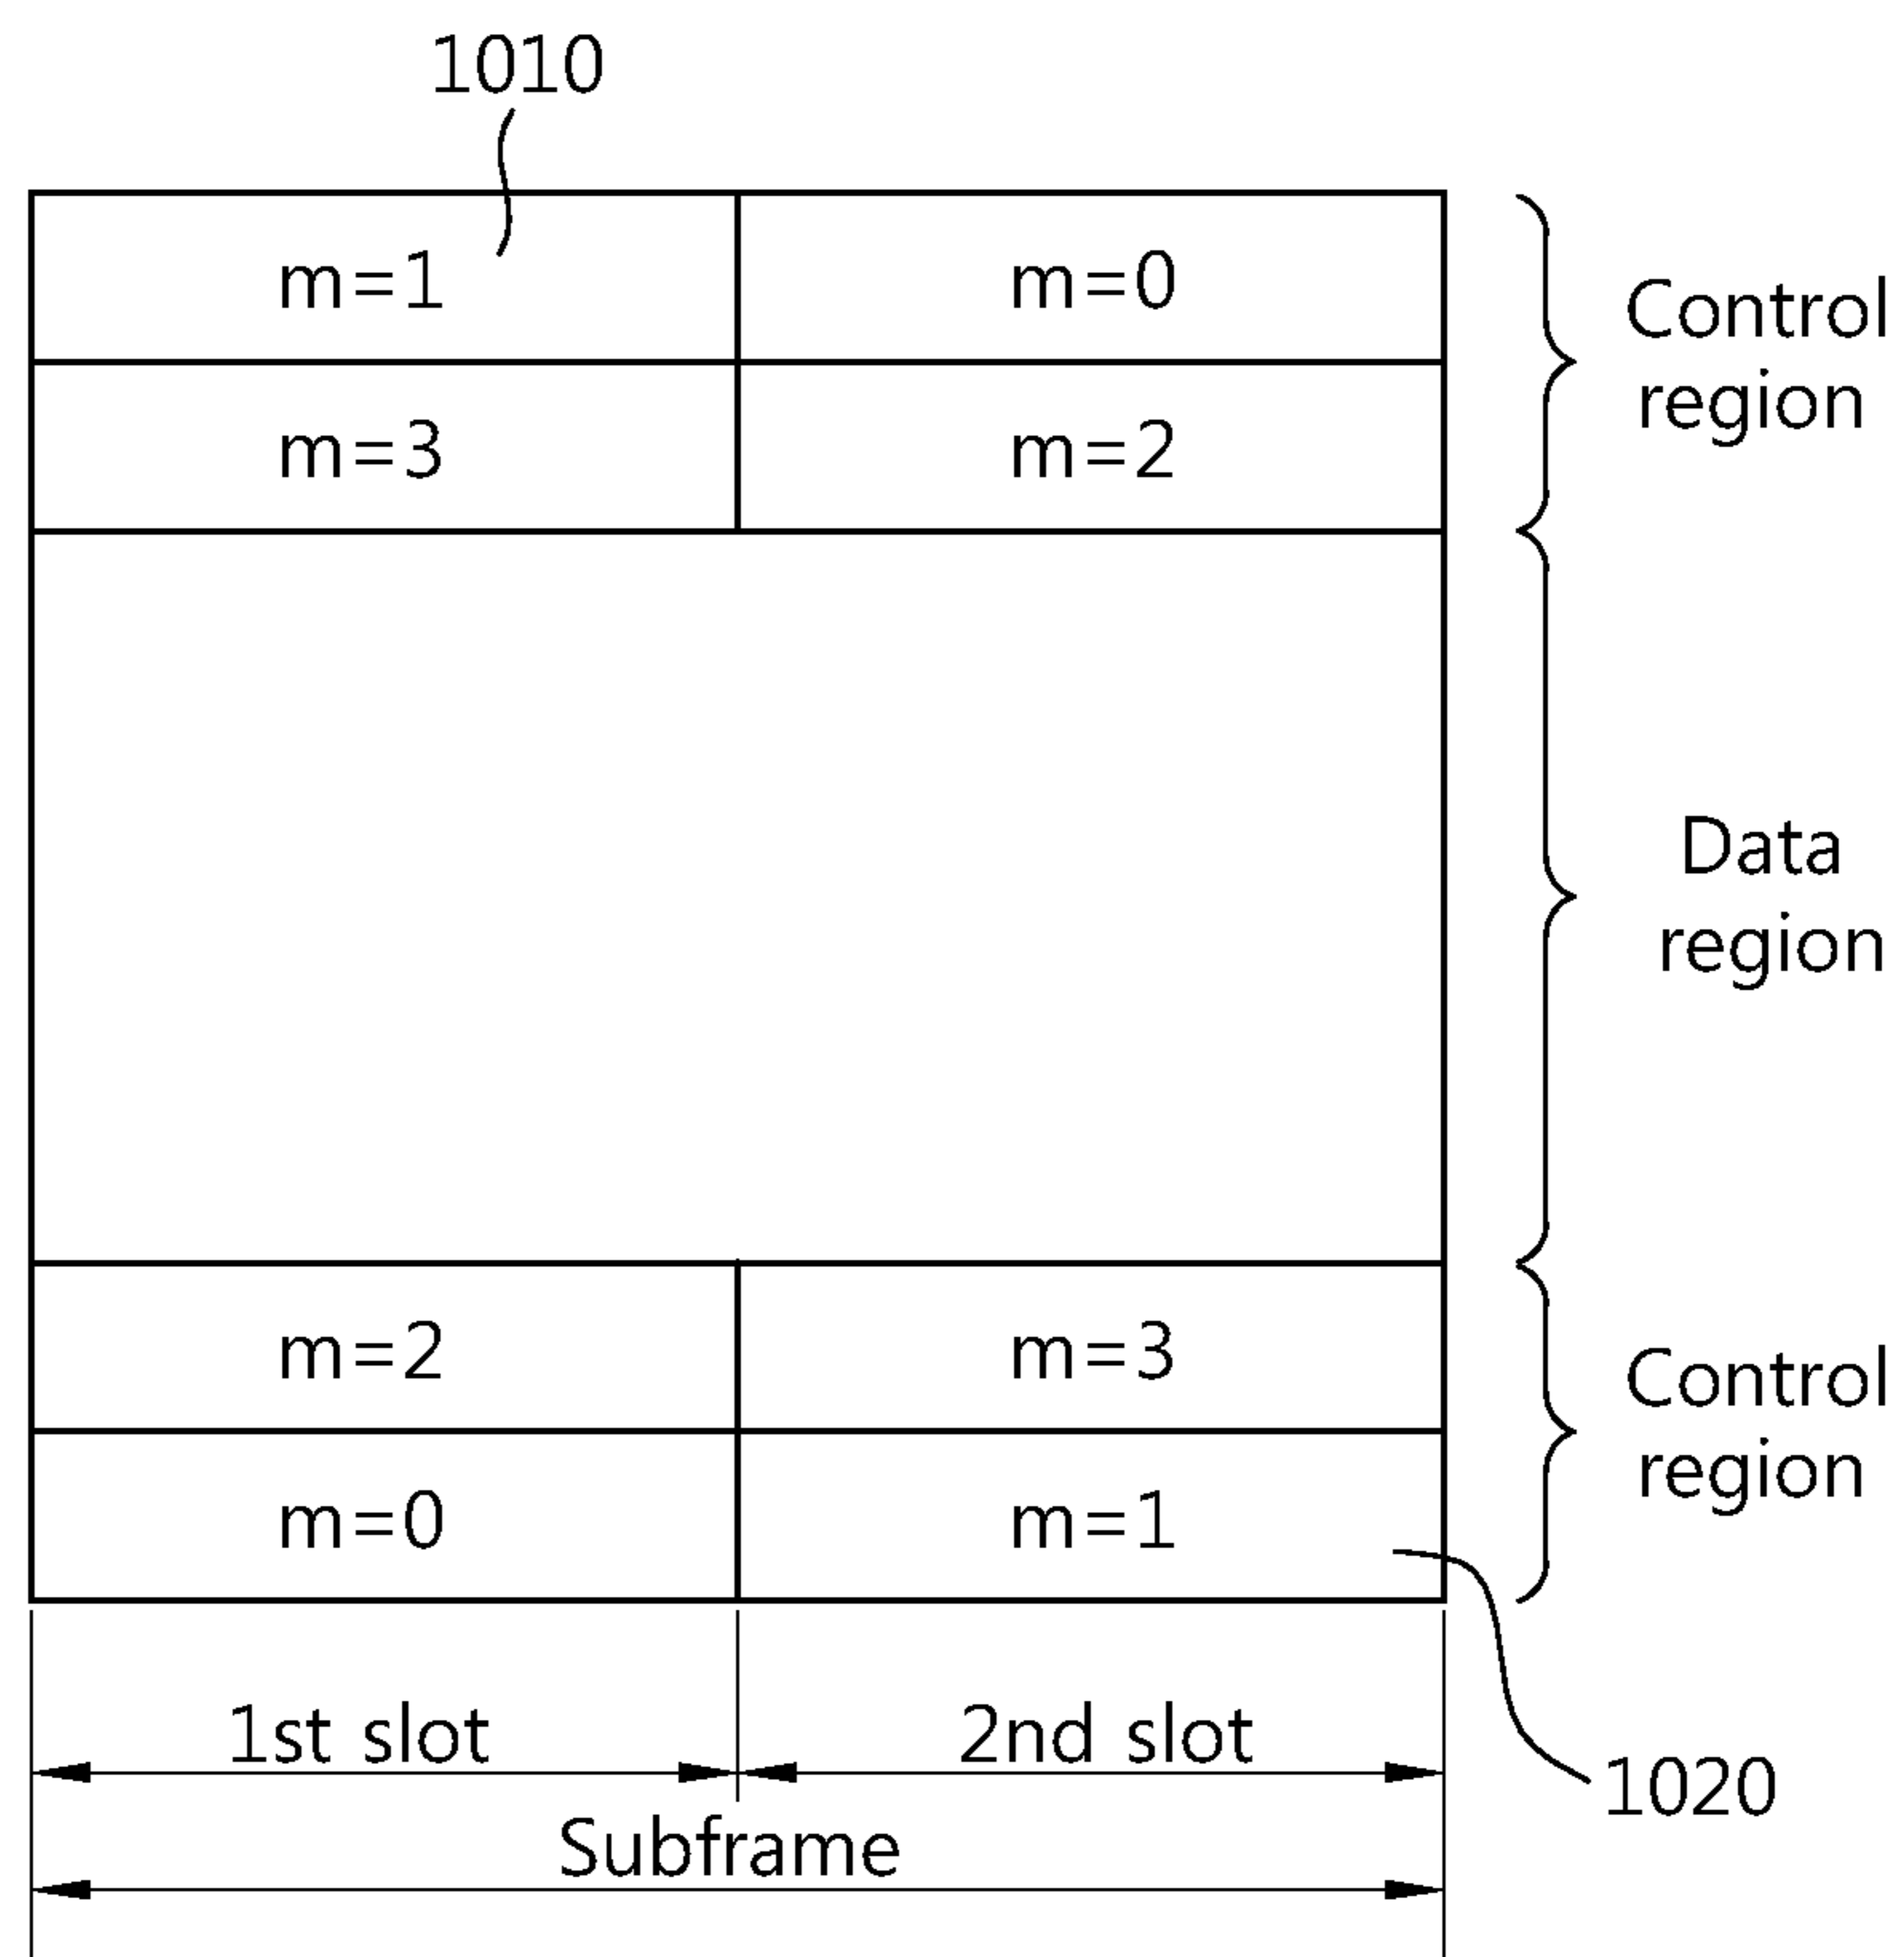 1010
m=1 m=0
Control
region
m=3 m=2
Data
region
m=2 m=3
Control
region
m=0 m=1
1st slot 2nd slot
1020
Subframe